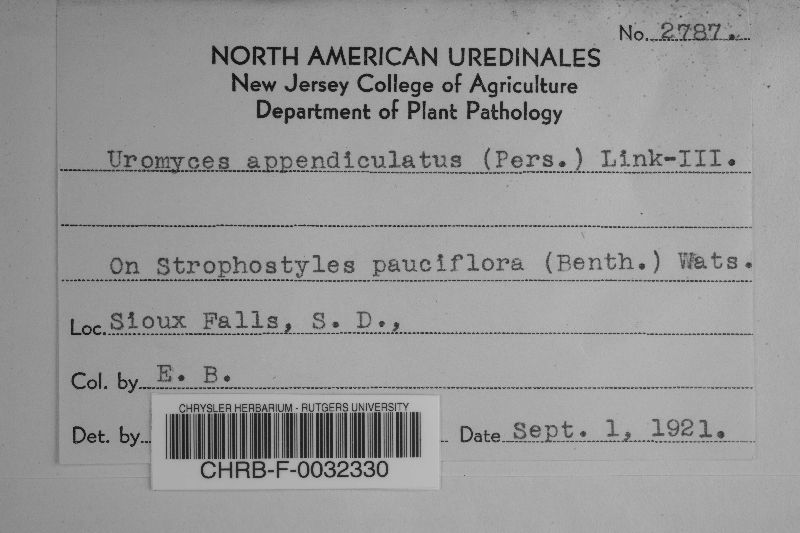 No. 2787.
NORTH AMERICAN UREDINALES
New Jersey College of Agriculture
Department of Plant Pathology
Uromyces appendiculatus (Pers.) Link-III.
On Strophostyles pauciflora (Benth.) Wats.
Loc. Sioux Falls, S. D.,
Col. by E. B.
Det. by Date Sept. 1, 1921.
CHRYSLER HERBARIUM - RUTGERS UNIVERSITY
CHRB-F-0032330